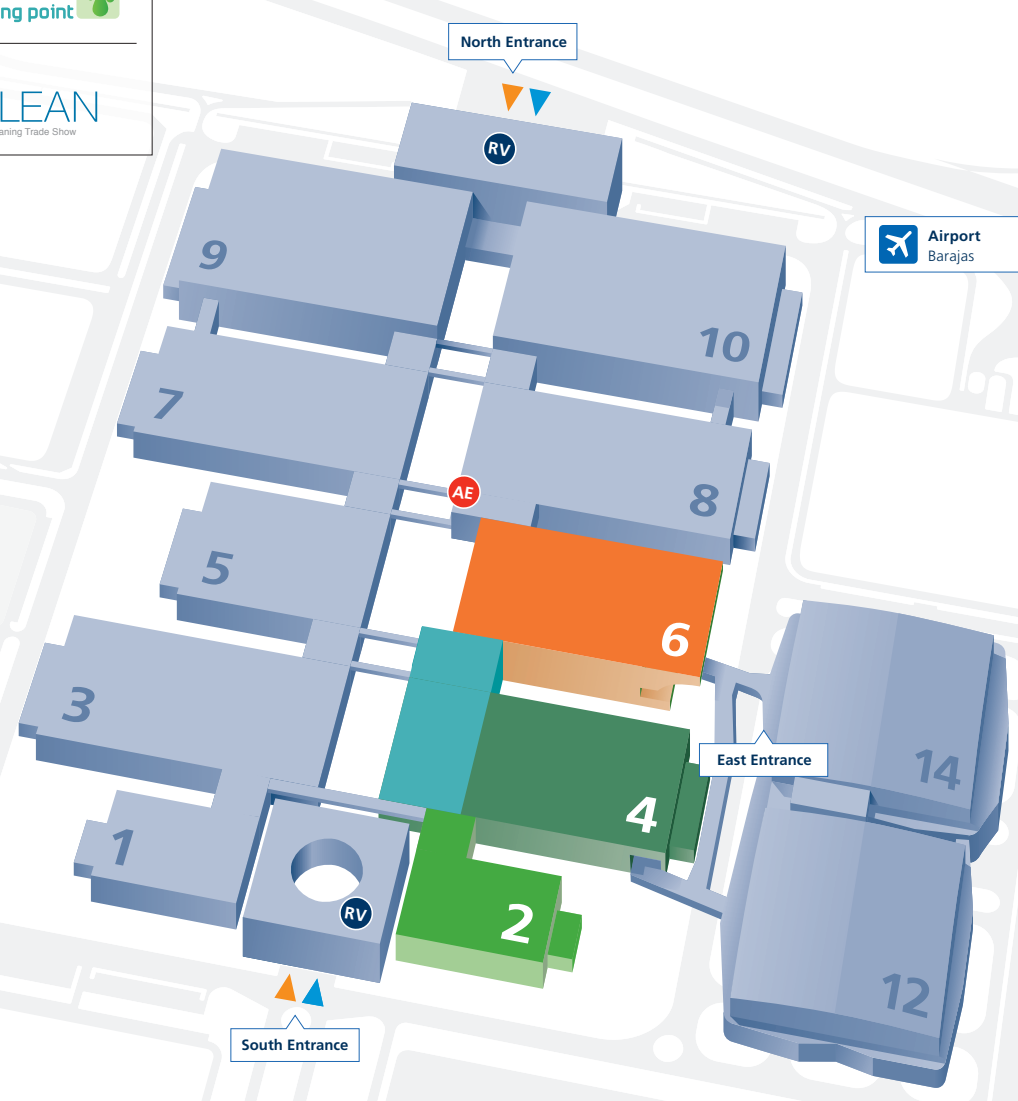 ng point
LEAN
aning Trade Show
North Entrance
RV
Airport
Barajas
9
10
7
AE
8
5
6
3
East Entrance
14
4
1
2
RV
12
South Entrance